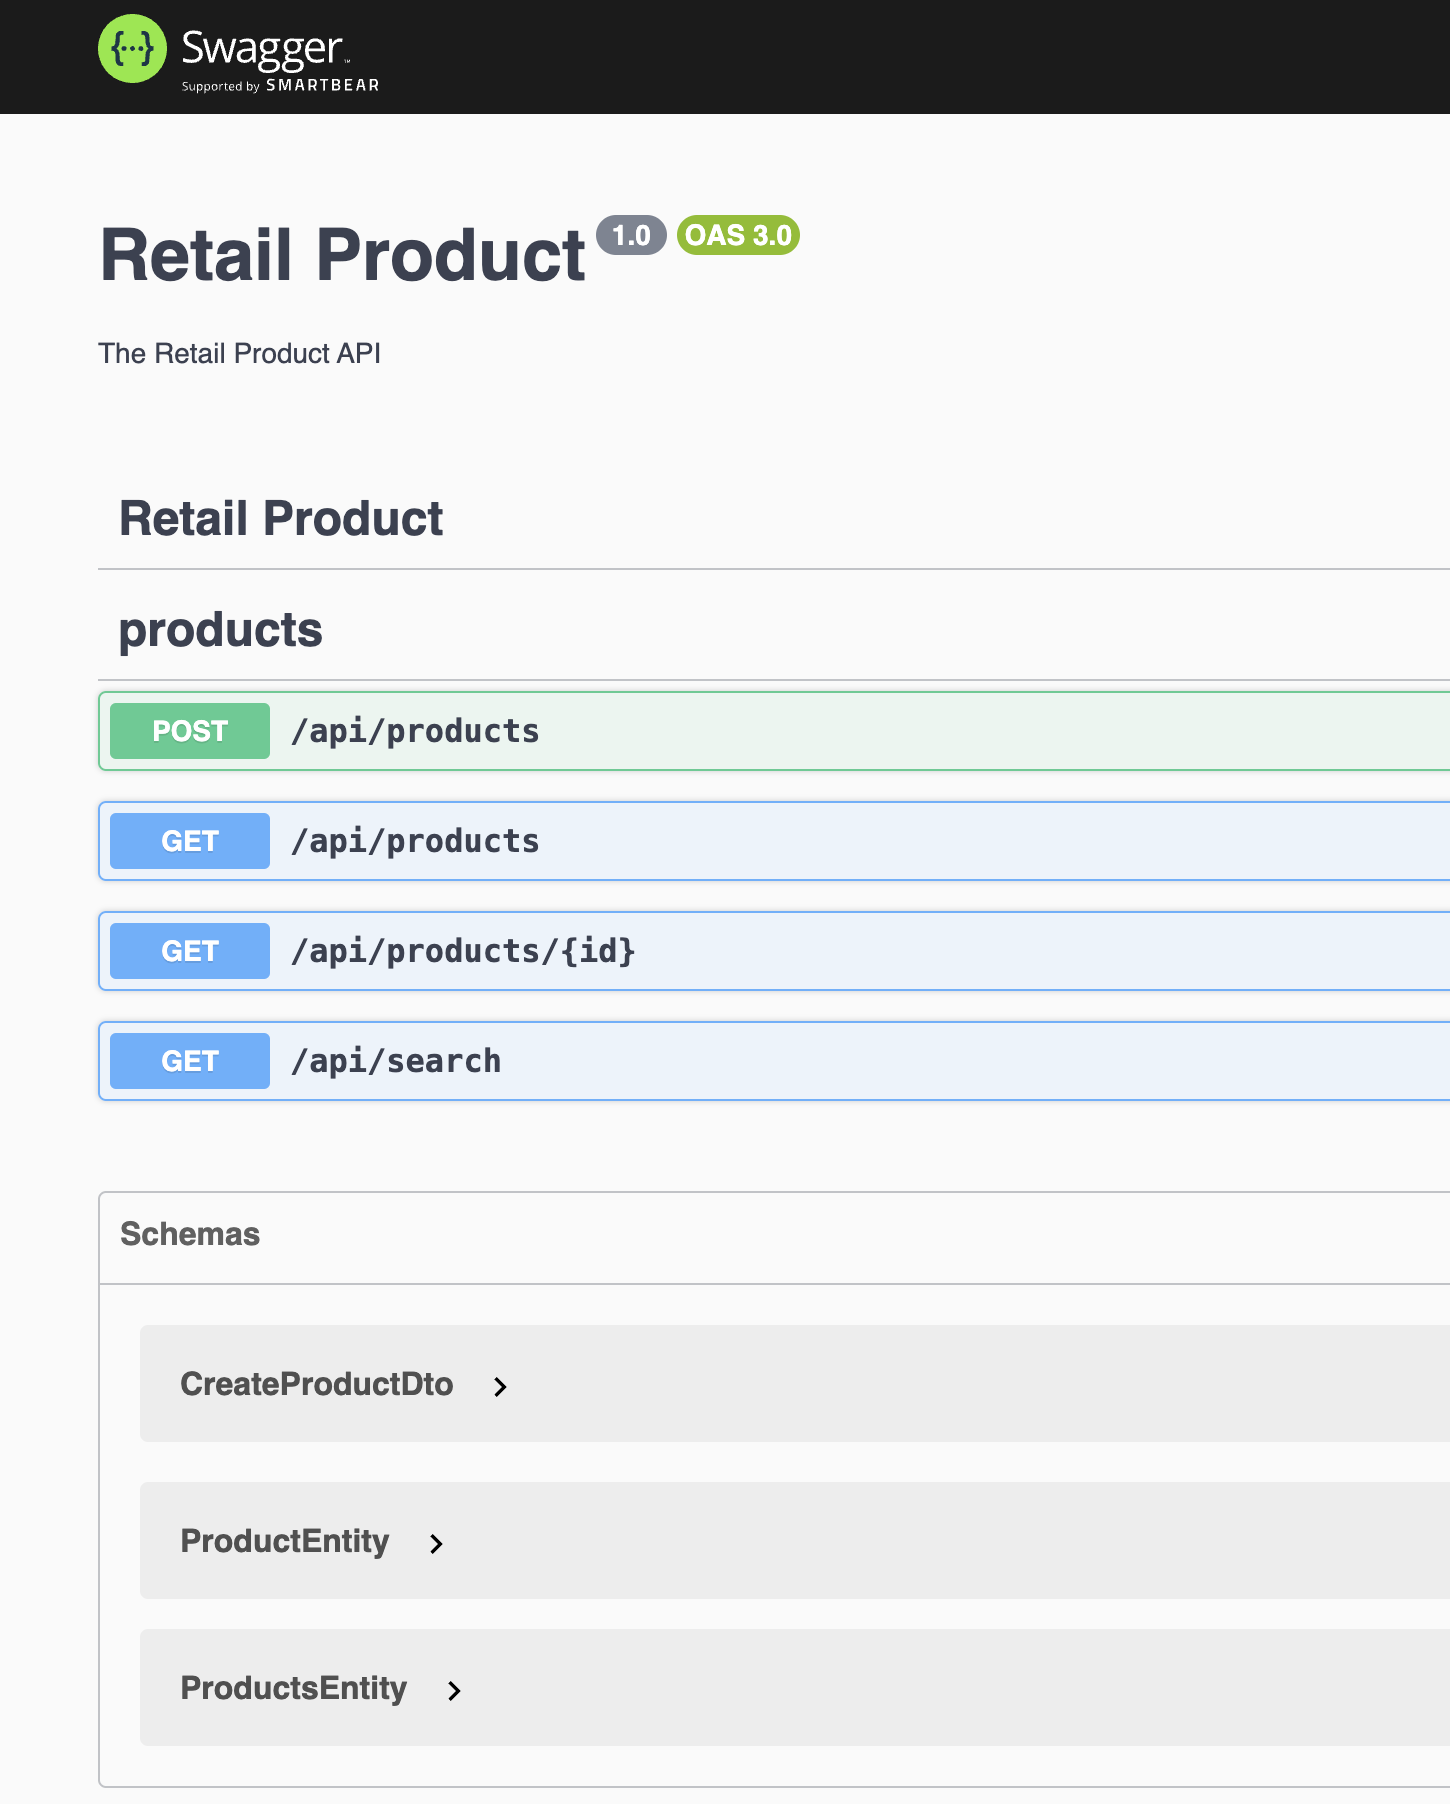 {···} Swagger™
Supported by SMARTBEAR
Retail Product 1.0 OAS 3.0
The Retail Product API
Retail Product
products
POST /api/products
GET /api/products
GET /api/products/{id}
GET /api/search
Schemas
CreateProductDto
ProductEntity
ProductsEntity